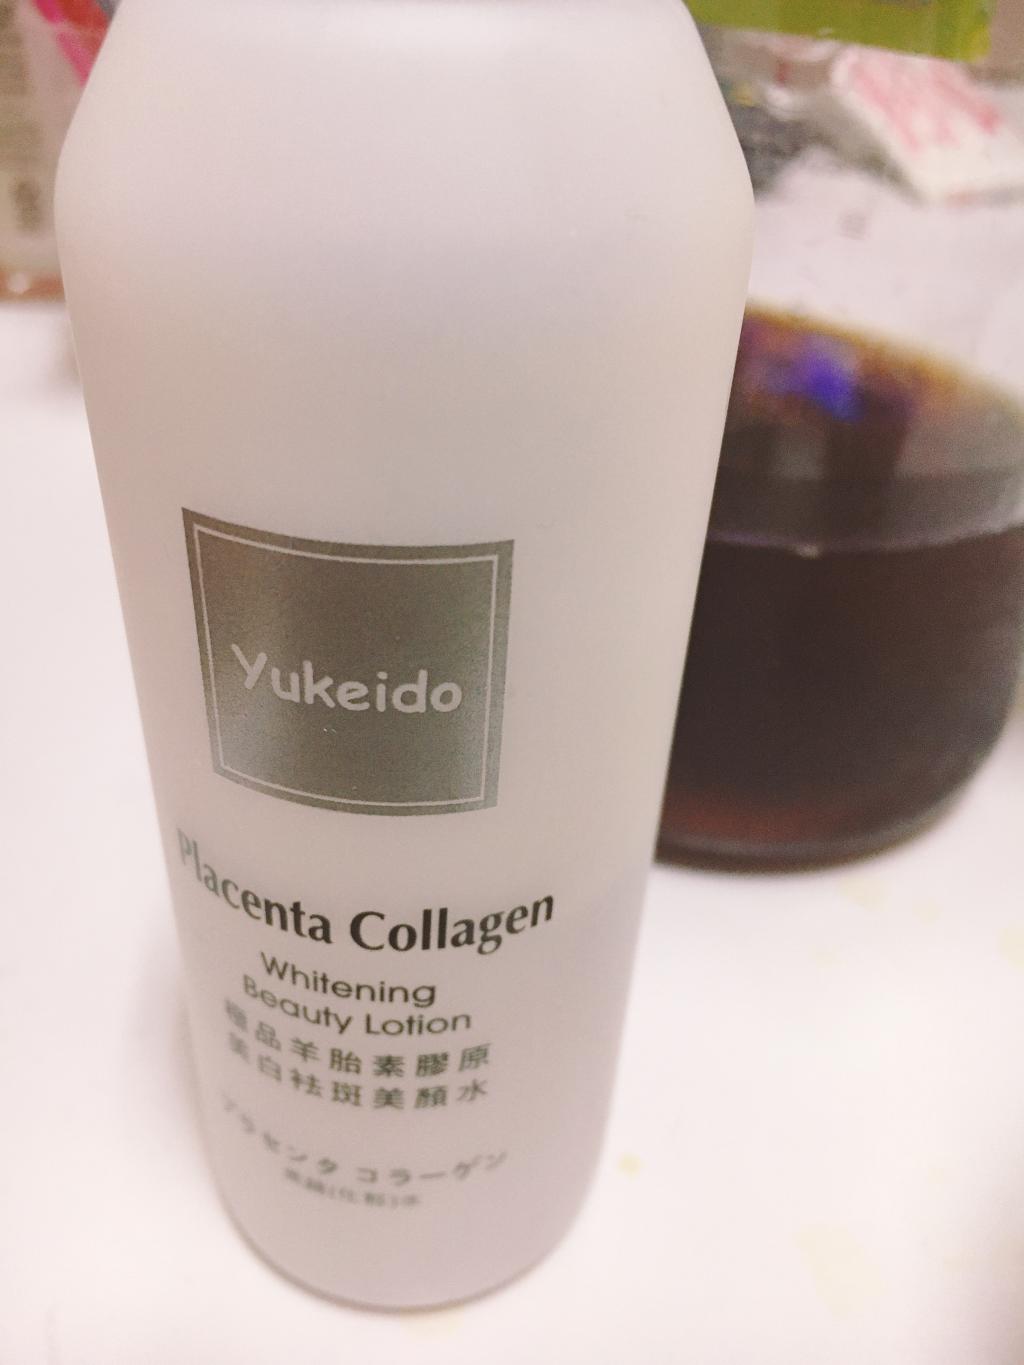 Yukeido
Placenta Collagen
Whitening
Beauty Lotion
極品羊胎素膠原
美白祛斑美顏水
プラセンタ コラーゲン